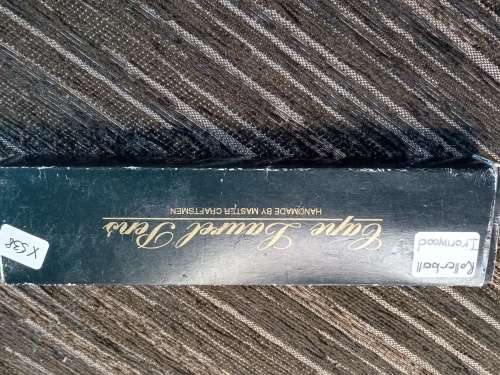 Cape Laurel Pens
HANDMADE BY MASTER CRAFTSMEN
Rollerball
Ironwood
X538